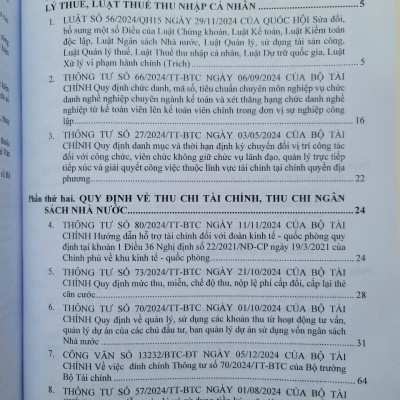 LÝ THUẾ, LUẬT THUẾ THU NHẬP CÁ NHÂN 5
1. LUẬT SỐ 56/2024/QH15 NGÀY 29/11/2024 CỦA QUỐC HỘI Sửa đổi,
bổ sung một số Điều của Luật Chứng khoán, Luật Kế toán, Luật Kiểm toán
độc lập, Luật Ngân sách Nhà nước, Luật Quản lý, sử dụng tài sản công,
Luật Quản lý thuế, Luật Thuế thu nhập cá nhân, Luật Dự trữ quốc gia, Luật
Xử lý vi phạm hành chính (Trích) 5
2. THÔNG TƯ SỐ 66/2024/TT-BTC NGÀY 06/09/2024 CỦA BỘ TÀI
CHÍNH Quy định chức danh, mã số, tiêu chuẩn chuyên môn nghiệp vụ chức
danh nghề nghiệp chuyên ngành kế toán và xét thăng hạng chức danh nghề
nghiệp từ kế toán viên lên kế toán viên chính trong đơn vị sự nghiệp công
lập 16
3. THÔNG TƯ SỐ 27/2024/TT-BTC NGÀY 03/05/2024 CỦA BỘ TÀI
CHÍNH Quy định danh mục và thời hạn định kỳ chuyển đổi vị trí công tác
đối với công chức, viên chức không giữ chức vụ lãnh đạo, quản lý trực tiếp
tiếp xúc và giải quyết công việc thuộc lĩnh vực tài chính tại chính quyền
địa phương 22
Phần thứ hai. QUY ĐỊNH VỀ THU CHI TÀI CHÍNH, THU CHI NGÂN
SÁCH NHÀ NƯỚC 24
4. THÔNG TƯ SỐ 80/2024/TT-BTC NGÀY 11/11/2024 CỦA BỘ TÀI
CHÍNH Hướng dẫn hỗ trợ tài chính đối với đoàn kinh tế - quốc phòng quy
định tại khoản 1 Điều 36 Nghị định số 22/2021/NĐ-CP ngày 19/3/2021 của
Chính phủ về khu kinh tế - quốc phòng 24
5. THÔNG TƯ SỐ 73/2024/TT-BTC NGÀY 21/10/2024 CỦA BỘ TÀI
CHÍNH Quy định mức thu, miễn, chế độ thu, nộp lệ phí cấp đổi, cấp lại thẻ
căn cước 28
6. THÔNG TƯ SỐ 70/2024/TT-BTC NGÀY 01/10/2024 CỦA BỘ TÀI
CHÍNH Quy định về quản lý, sử dụng các khoản thu từ hoạt động tư vấn,
quản lý dự án của các chủ đầu tư, ban quản lý dự án sử dụng vốn ngân sách
Nhà nước 31
7. CÔNG VĂN SỐ 13232/BTC-ĐT NGÀY 05/12/2024 CỦA BỘ TÀI
CHÍNH Về việc đính chính Thông tư số 70/2024/TT-BTC của Bộ trưởng
Bộ Tài chính 64
8. THÔNG TƯ SỐ 57/2024/TT-BTC NGÀY 01/08/2024 CỦA BỘ TÀI